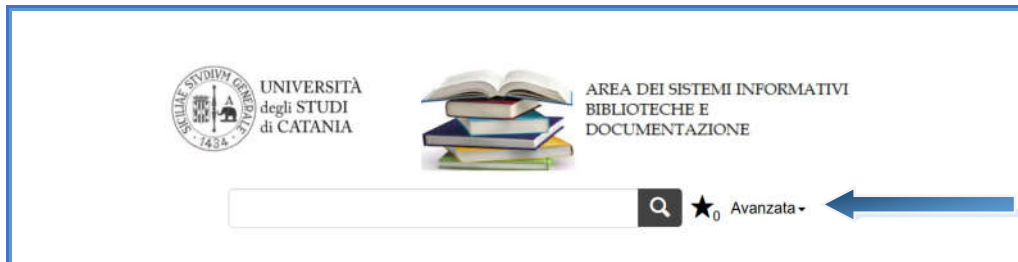 SICILIAE STVDIVM GENERALE
1434
UNIVERSITÀ
degli STUDI
di CATANIA
AREA DEI SISTEMI INFORMATIVI
BIBLIOTECHE E
DOCUMENTAZIONE
0 Avanzata